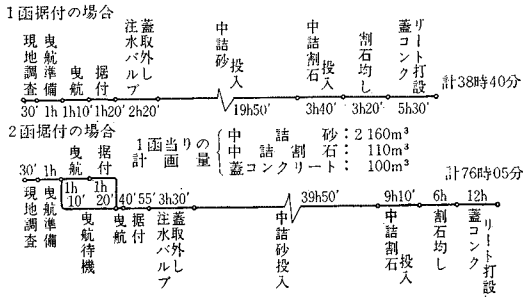 1函据付の場合
現地調査
曳航準備
曳航
据付
注水バルブ
蓋取外し
中詰砂投入
中詰割石投入
割石均し
蓋コンクリート打設
計38時40分
30′ 1h 1h10′ 1h20′ 2h20′ 19h50′ 3h40′ 3h20′ 5h30′
2函据付の場合
1函当りの計画量
中詰砂:2160m³
中詰割石:110m³
蓋コンクリート:100m³
計76時05分
曳航
据付
30′ 1h 1h10′ 1h20′ 40′ 55′ 3h30′ 39h50′ 9h10′ 6h 12h
現地調査
曳航準備
曳航待機
曳航
据付
注水バルブ
蓋取外し
中詰砂投入
中詰割石投入
割石均し
蓋コンクリート打設